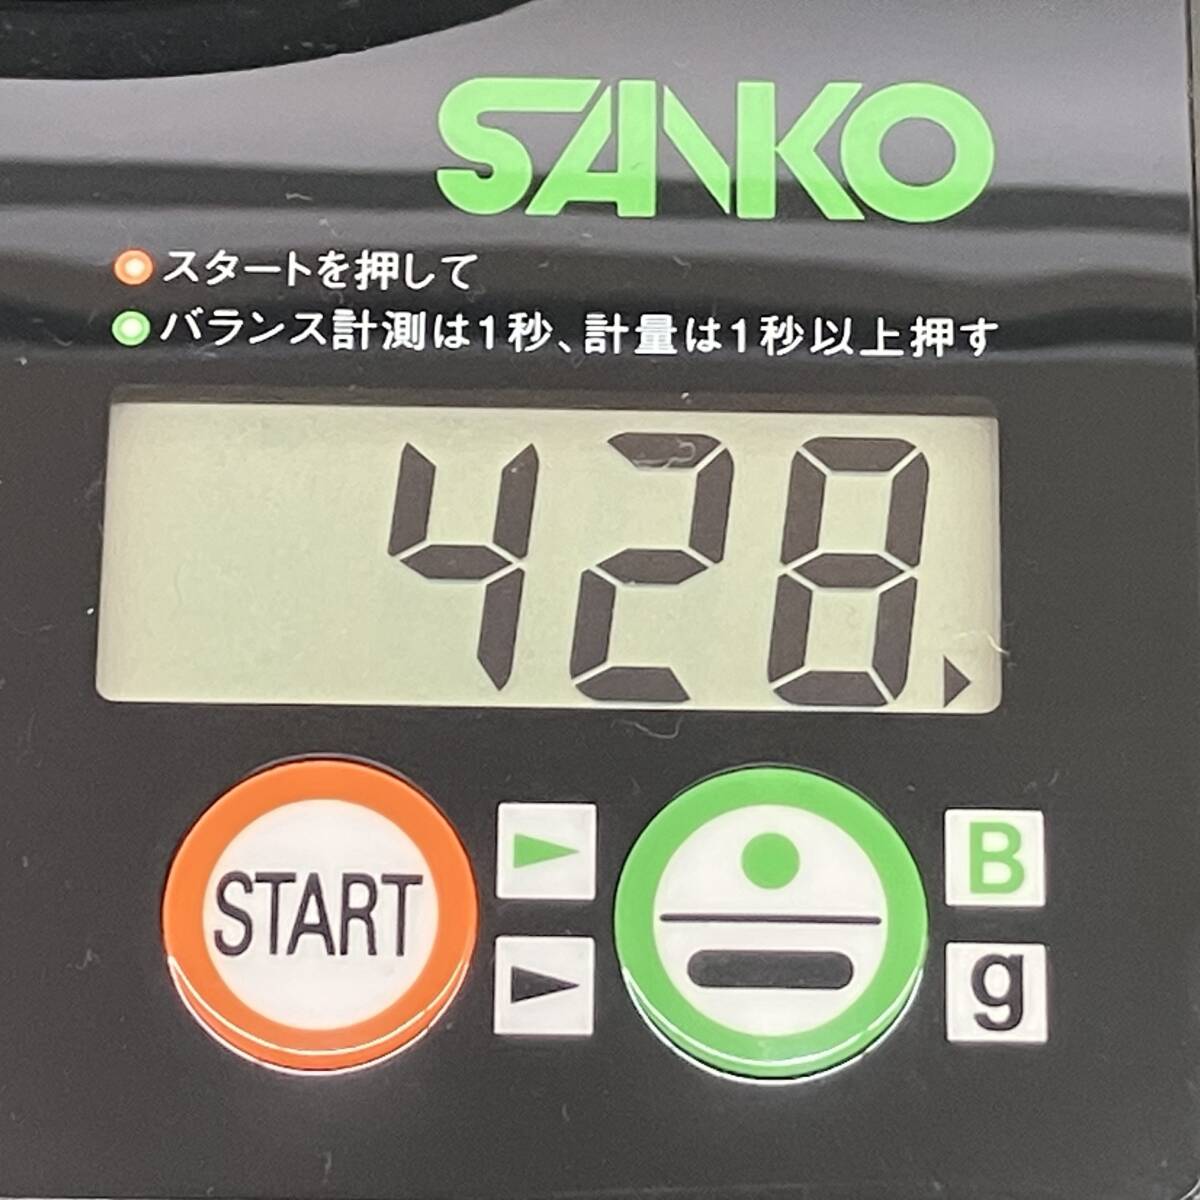 SANKO
スタートを押して
バランス計測は1秒、計量は1秒以上押す
428
START
B
g